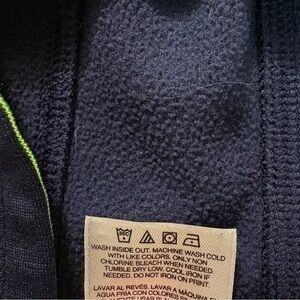 WASH INSIDE OUT. MACHINE WASH COLD
WITH LIKE COLORS. ONLY NON
CHLORINE BLEACH WHEN NEEDED.
TUMBLE DRY LOW. COOL IRON IF
NEEDED. DO NOT IRON ON PRINT.
LAVAR AL REVÉS. LAVAR A MÁQUINA
AGUA FRÍA CON COLORES